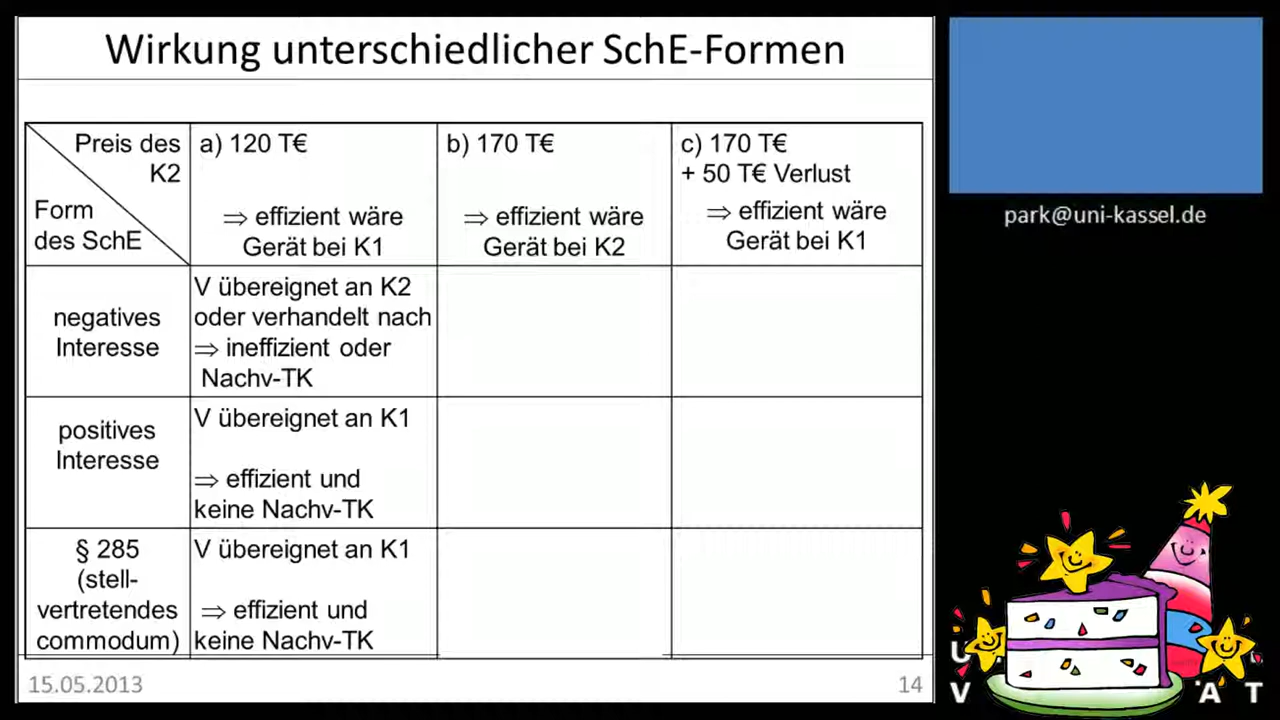 Wirkung unterschiedlicher SchE-Formen
Preis des
K2
Form
des SchE
a) 120 T€
⇒ effizient wäre
Gerät bei K1
b) 170 T€
⇒ effizient wäre
Gerät bei K2
c) 170 T€
+ 50 T€ Verlust
⇒ effizient wäre
Gerät bei K1
negatives
Interesse
V übereignet an K2
oder verhandelt nach
⇒ ineffizient oder
Nachv-TK
positives
Interesse
V übereignet an K1
⇒ effizient und
keine Nachv-TK
§ 285
(stell-
vertretendes
commodum)
V übereignet an K1
⇒ effizient und
keine Nachv-TK
15.05.2013
14
park@uni-kassel.de
U
V A T